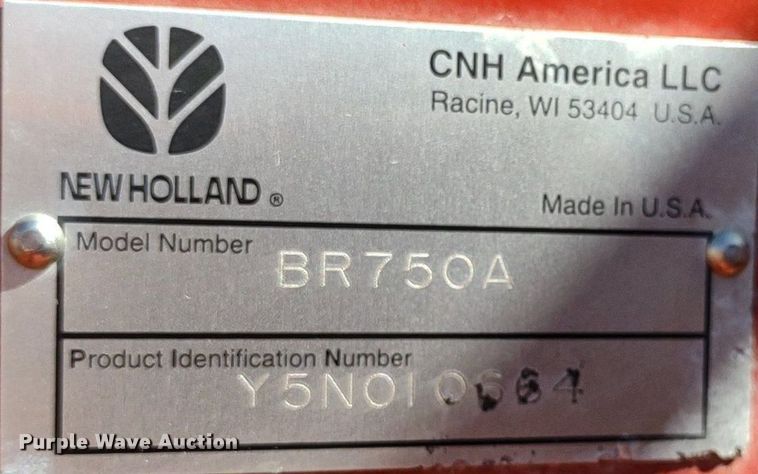 CNH America LLC
Racine, WI 53404 U.S.A.
NEW HOLLAND ®
Made In U.S.A.
Model Number
BR750A
Product Identification Number
Purple Wave Auction